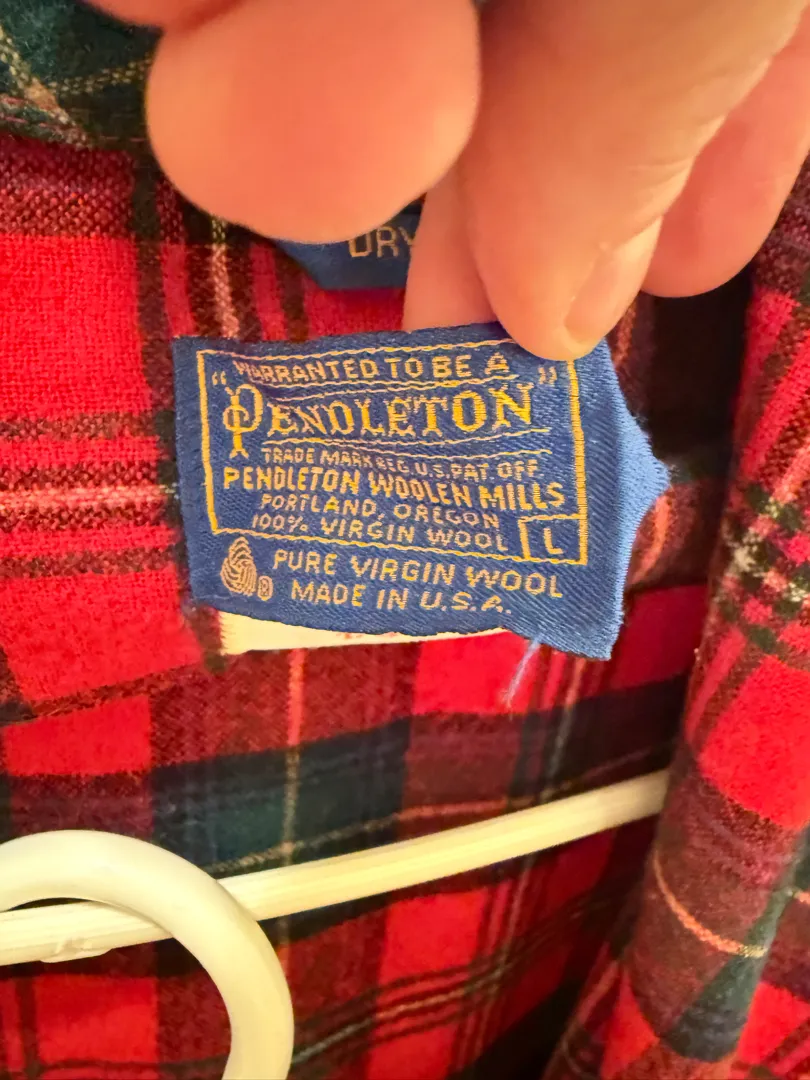 DRY
WARRANTED TO BE A
"PENDLETON"
TRADE MARK REG. U.S. PAT. OFF.
PENDLETON WOOLEN MILLS
PORTLAND, OREGON
100% VIRGIN WOOL L
® PURE VIRGIN WOOL
MADE IN U.S.A.